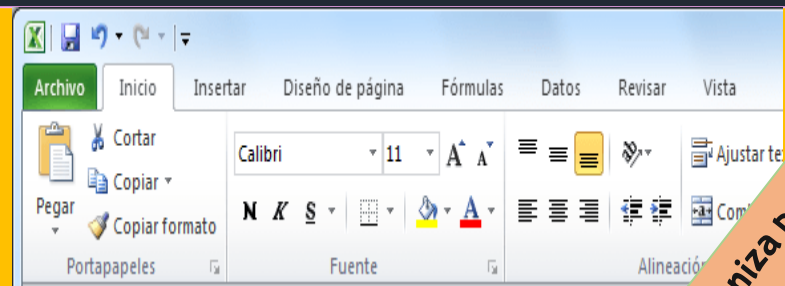 Archivo Inicio Insertar Diseño de página Fórmulas Datos Revisar Vista
Cortar
Copiar
Pegar
Copiar formato
Portapapeles
Calibri 11 A A
N K S A
Fuente
Ajustar te
Com
Alineació
niza